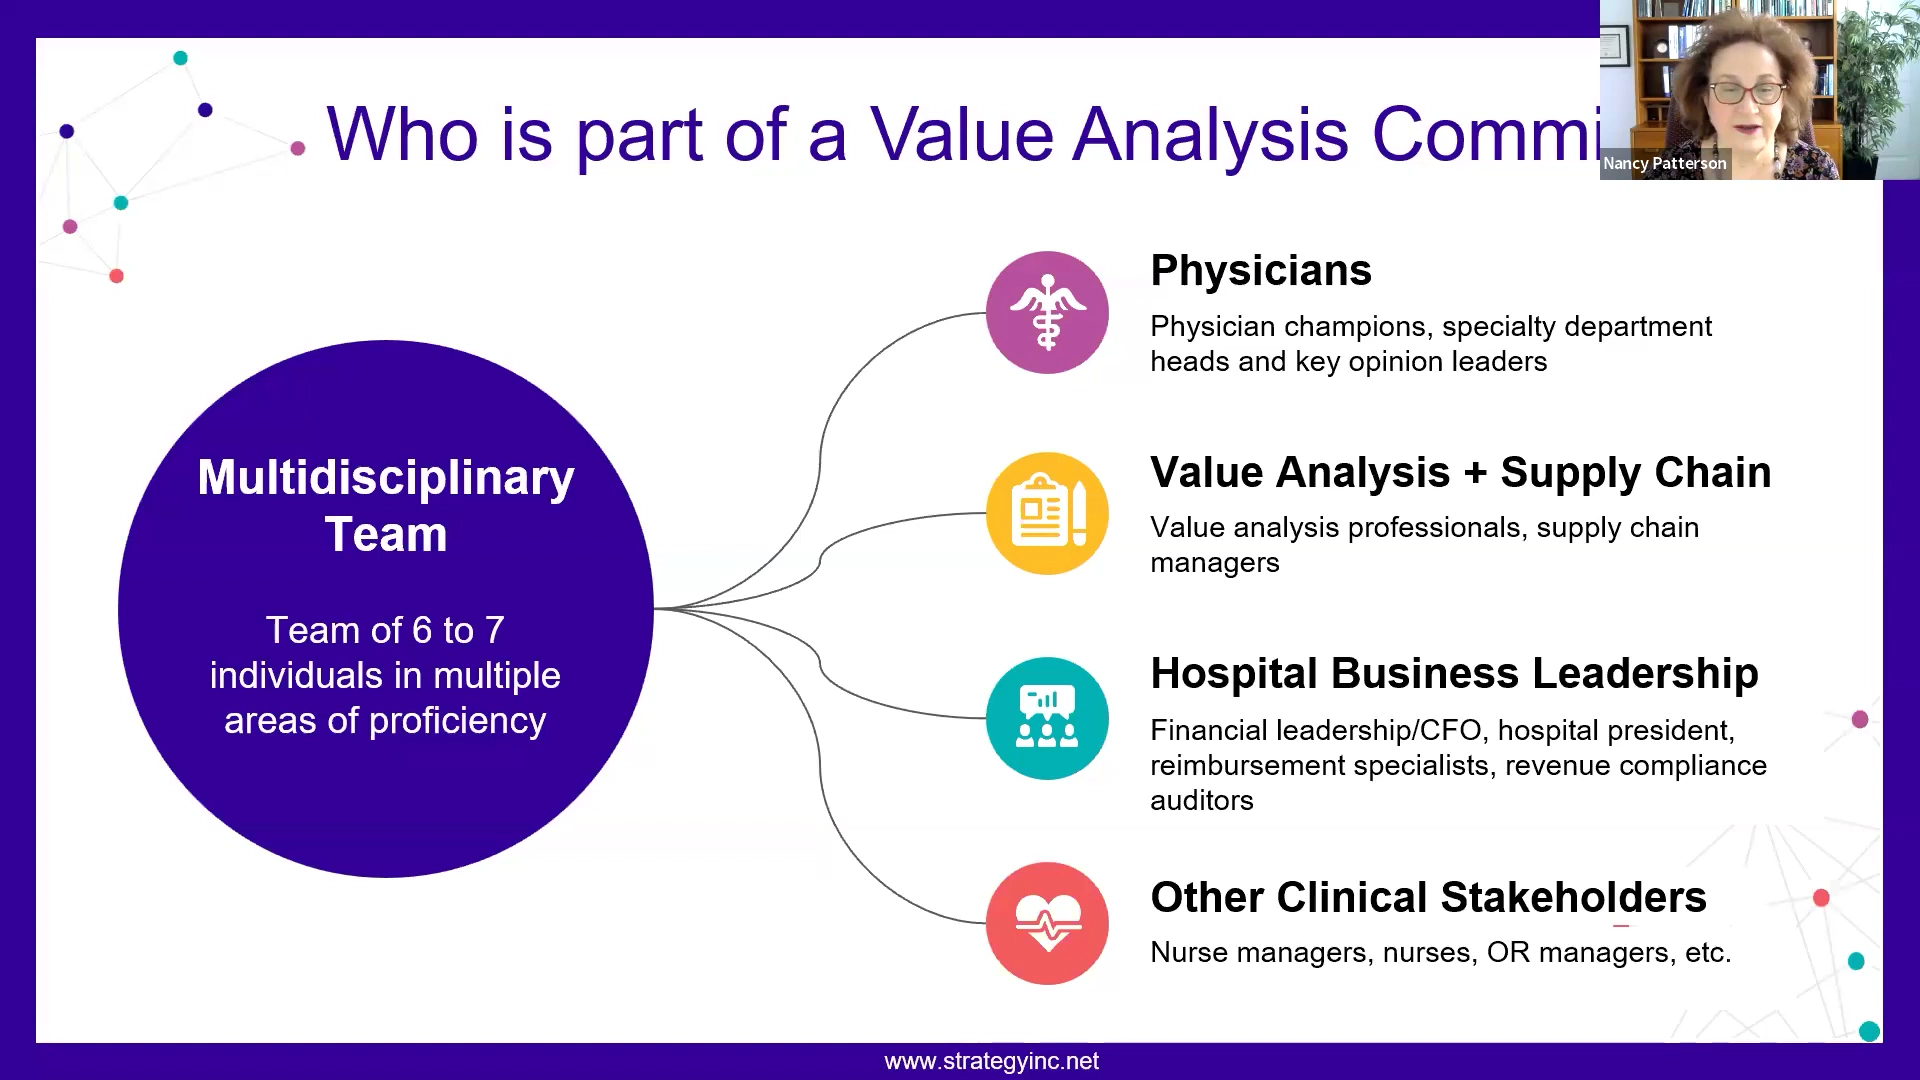 Who is part of a Value Analysis Commi
Nancy Patterson
Multidisciplinary
Team
Team of 6 to 7
individuals in multiple
areas of proficiency
Physicians
Physician champions, specialty department
heads and key opinion leaders
Value Analysis + Supply Chain
Value analysis professionals, supply chain
managers
Hospital Business Leadership
Financial leadership/CFO, hospital president,
reimbursement specialists, revenue compliance
auditors
Other Clinical Stakeholders
Nurse managers, nurses, OR managers, etc.
www.strategyinc.net